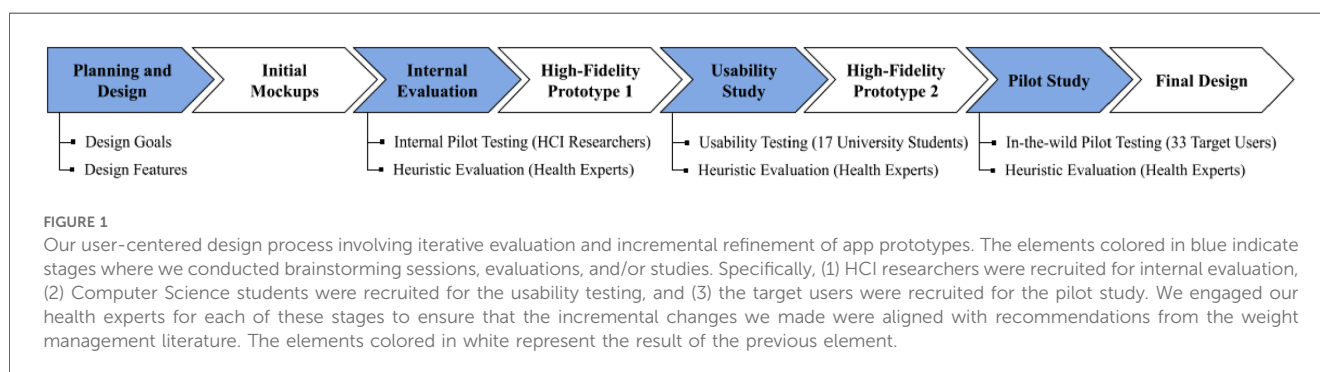 Planning and Design
Initial Mockups
Internal Evaluation
High-Fidelity Prototype 1
Usability Study
High-Fidelity Prototype 2
Pilot Study
Final Design
Design Goals
Design Features
Internal Pilot Testing (HCI Researchers)
Heuristic Evaluation (Health Experts)
Usability Testing (17 University Students)
Heuristic Evaluation (Health Experts)
In-the-wild Pilot Testing (33 Target Users)
Heuristic Evaluation (Health Experts)
FIGURE 1
Our user-centered design process involving iterative evaluation and incremental refinement of app prototypes. The elements colored in blue indicate
stages where we conducted brainstorming sessions, evaluations, and/or studies. Specifically, (1) HCI researchers were recruited for internal evaluation,
(2) Computer Science students were recruited for the usability testing, and (3) the target users were recruited for the pilot study. We engaged our
health experts for each of these stages to ensure that the incremental changes we made were aligned with recommendations from the weight
management literature. The elements colored in white represent the result of the previous element.